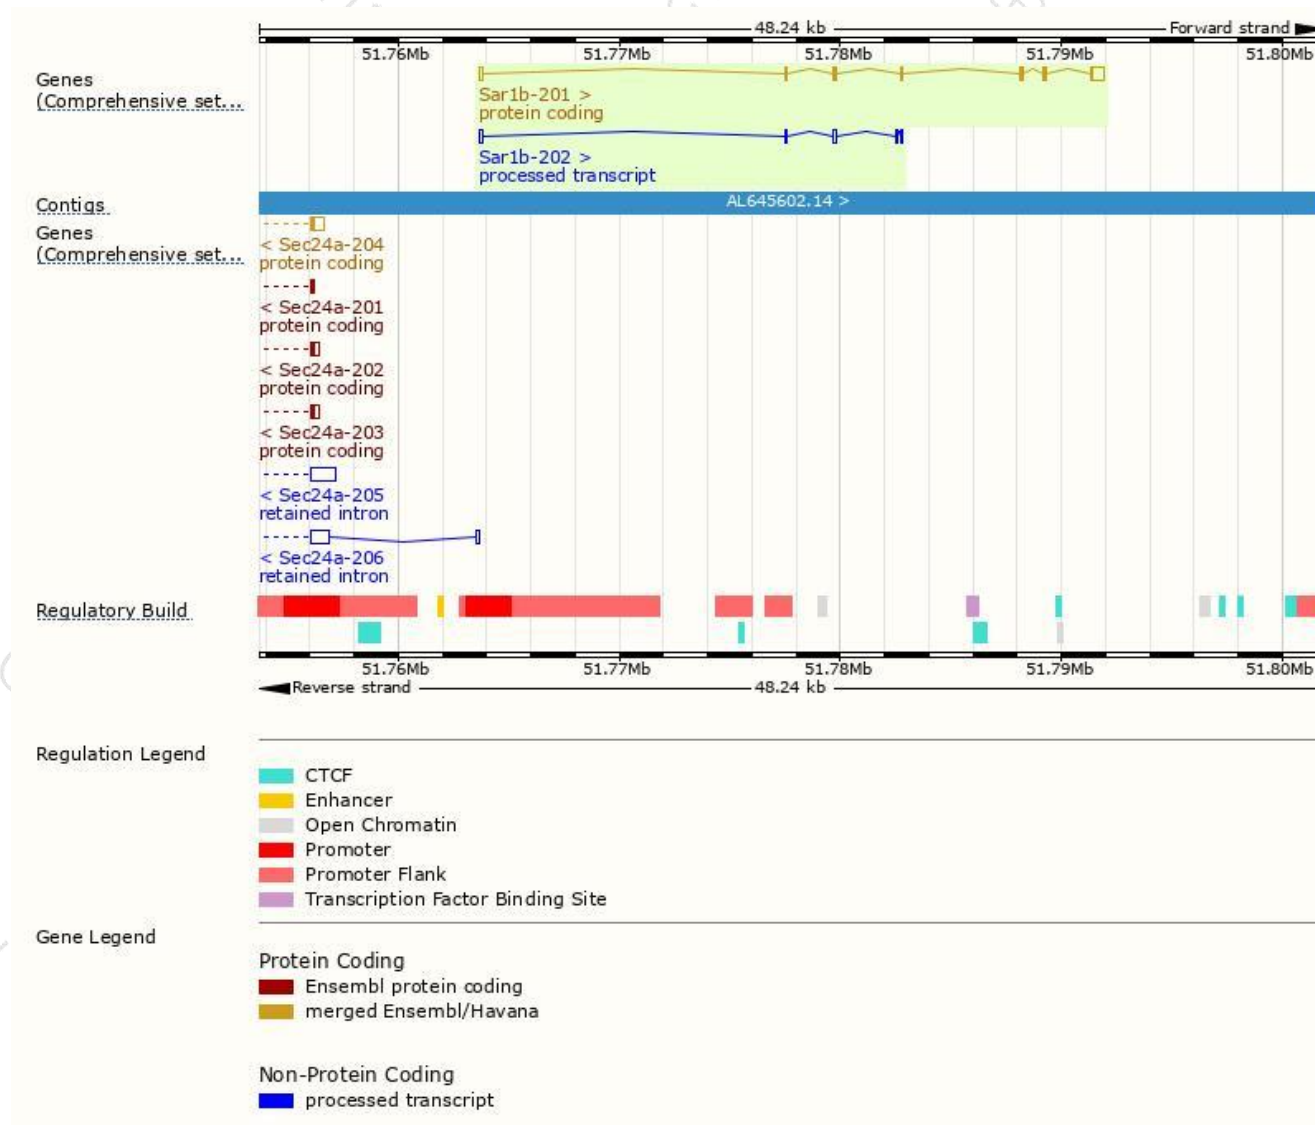 48.24 kb Forward strand
51.76Mb 51.77Mb 51.78Mb 51.79Mb 51.80Mb
Genes
(Comprehensive set...
Sar1b-201 >
protein coding
Sar1b-202 >
processed transcript
Contigs
AL645602.14 >
Genes
(Comprehensive set...
< Sec24a-204
protein coding
< Sec24a-201
protein coding
< Sec24a-202
protein coding
< Sec24a-203
protein coding
< Sec24a-205
retained intron
< Sec24a-206
retained intron
Regulatory Build
51.76Mb 51.77Mb 51.78Mb 51.79Mb 51.80Mb
Reverse strand 48.24 kb
Regulation Legend
CTCF
Enhancer
Open Chromatin
Promoter
Promoter Flank
Transcription Factor Binding Site
Gene Legend
Protein Coding
Ensembl protein coding
merged Ensembl/Havana
Non-Protein Coding
processed transcript